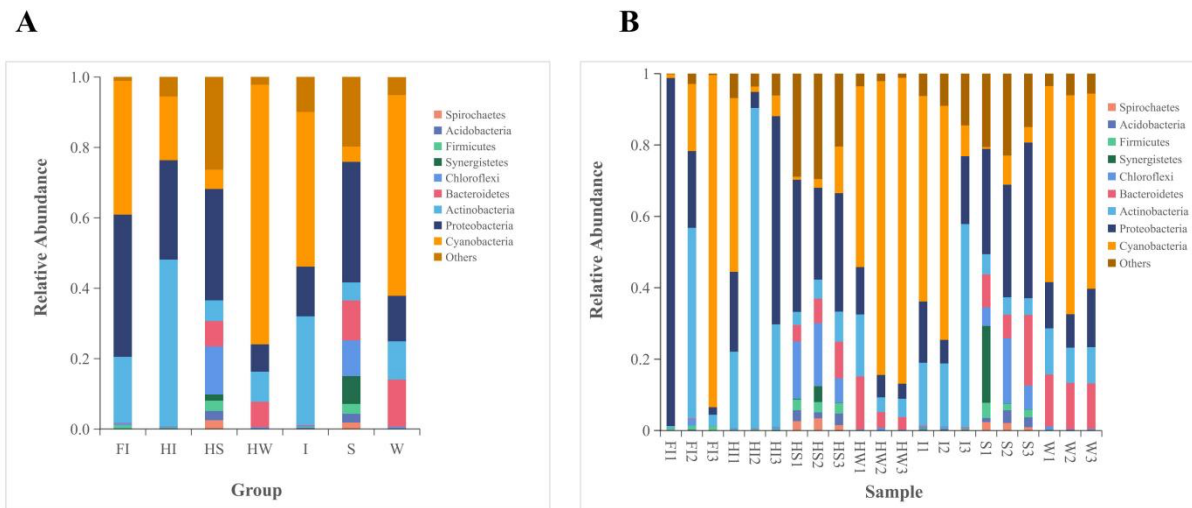 A
B
1.0
0.8
0.6
0.4
0.2
0.0
Relative Abundance
FI HI HS HW I S W
Group
Spirochaetes
Acidobacteria
Firmicutes
Synergistetes
Chloroflexi
Bacteroidetes
Actinobacteria
Proteobacteria
Cyanobacteria
Others
1
0.8
0.6
0.4
0.2
0.0
Relative Abundance
FI1 FI2 FI3 HI1 HI2 HI3 HS1 HS2 HS3 HW1 HW2 HW3 I1 I2 I3 S1 S2 S3 W1 W2 W3
Sample
Spirochaetes
Acidobacteria
Firmicutes
Synergistetes
Chloroflexi
Bacteroidetes
Actinobacteria
Proteobacteria
Cyanobacteria
Others